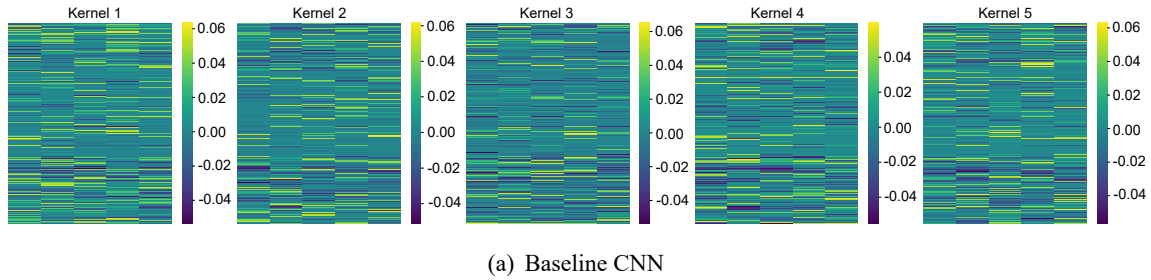 Kernel 1 Kernel 2 Kernel 3 Kernel 4 Kernel 5
0.06 0.06 0.06 0.06
0.04 0.04 0.04 0.04 0.04
0.02 0.02 0.02 0.02 0.02
0.00 0.00 0.00 0.00 0.00
-0.02 -0.02 -0.02 -0.02 -0.02
-0.04 -0.04 -0.04 -0.04 -0.04
(a) Baseline CNN